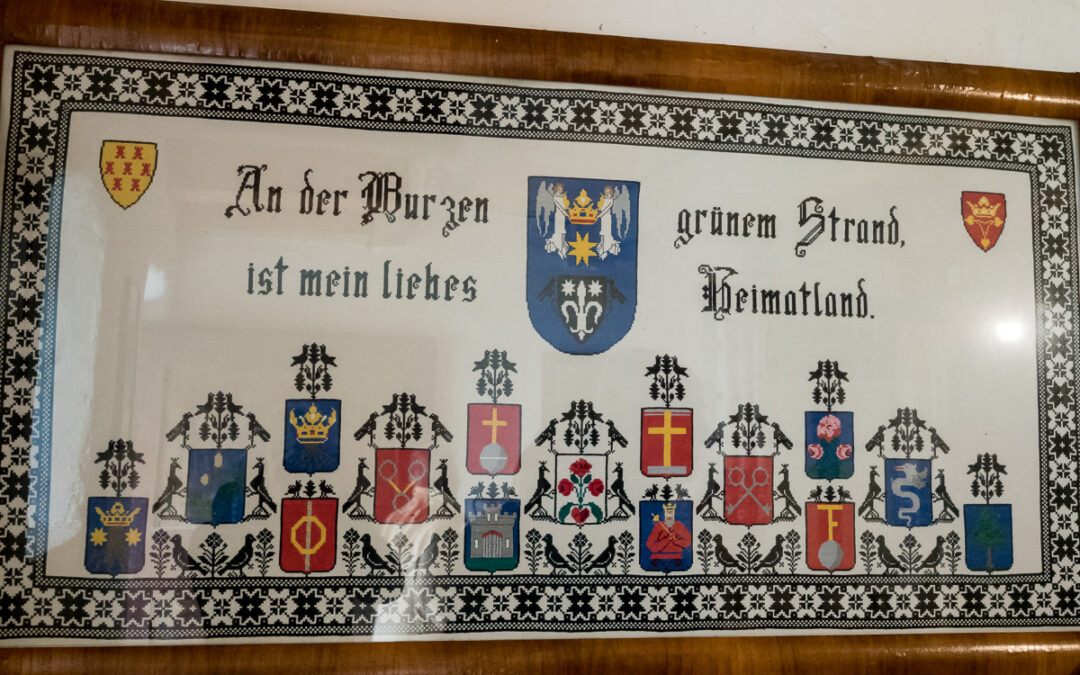 An der Burzen grünem Strand,
ist mein liebes Heimatland.